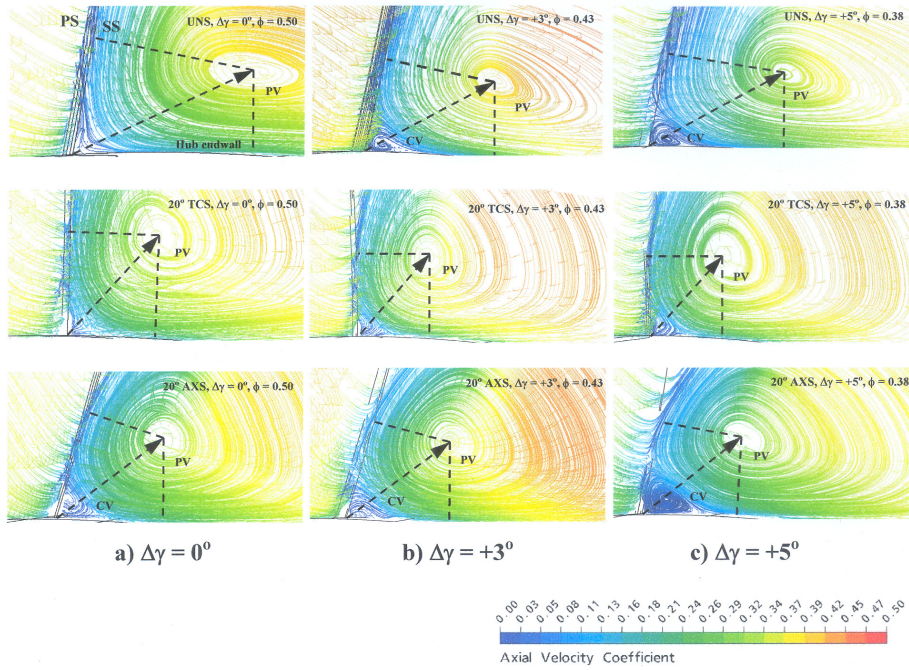 PS SS UNS, Δγ = 0°, ϕ = 0.50
PV
Hub endwall
UNS, Δγ = +3°, ϕ = 0.43
PV
CV
UNS, Δγ = +5°, ϕ = 0.38
PV
CV
20° TCS, Δγ = 0°, ϕ = 0.50
PV
20° TCS, Δγ = +3°, ϕ = 0.43
PV
20° TCS, Δγ = +5°, ϕ = 0.38
PV
20° AXS, Δγ = 0°, ϕ = 0.50
PV
CV
20° AXS, Δγ = +3°, ϕ = 0.43
PV
CV
20° AXS, Δγ = +5°, ϕ = 0.38
PV
CV
a) Δγ = 0°
b) Δγ = +3°
c) Δγ = +5°
0.00 0.03 0.05 0.08 0.11 0.13 0.16 0.18 0.21 0.24 0.26 0.29 0.32 0.34 0.37 0.39 0.42 0.45 0.47 0.50
Axial Velocity Coefficient